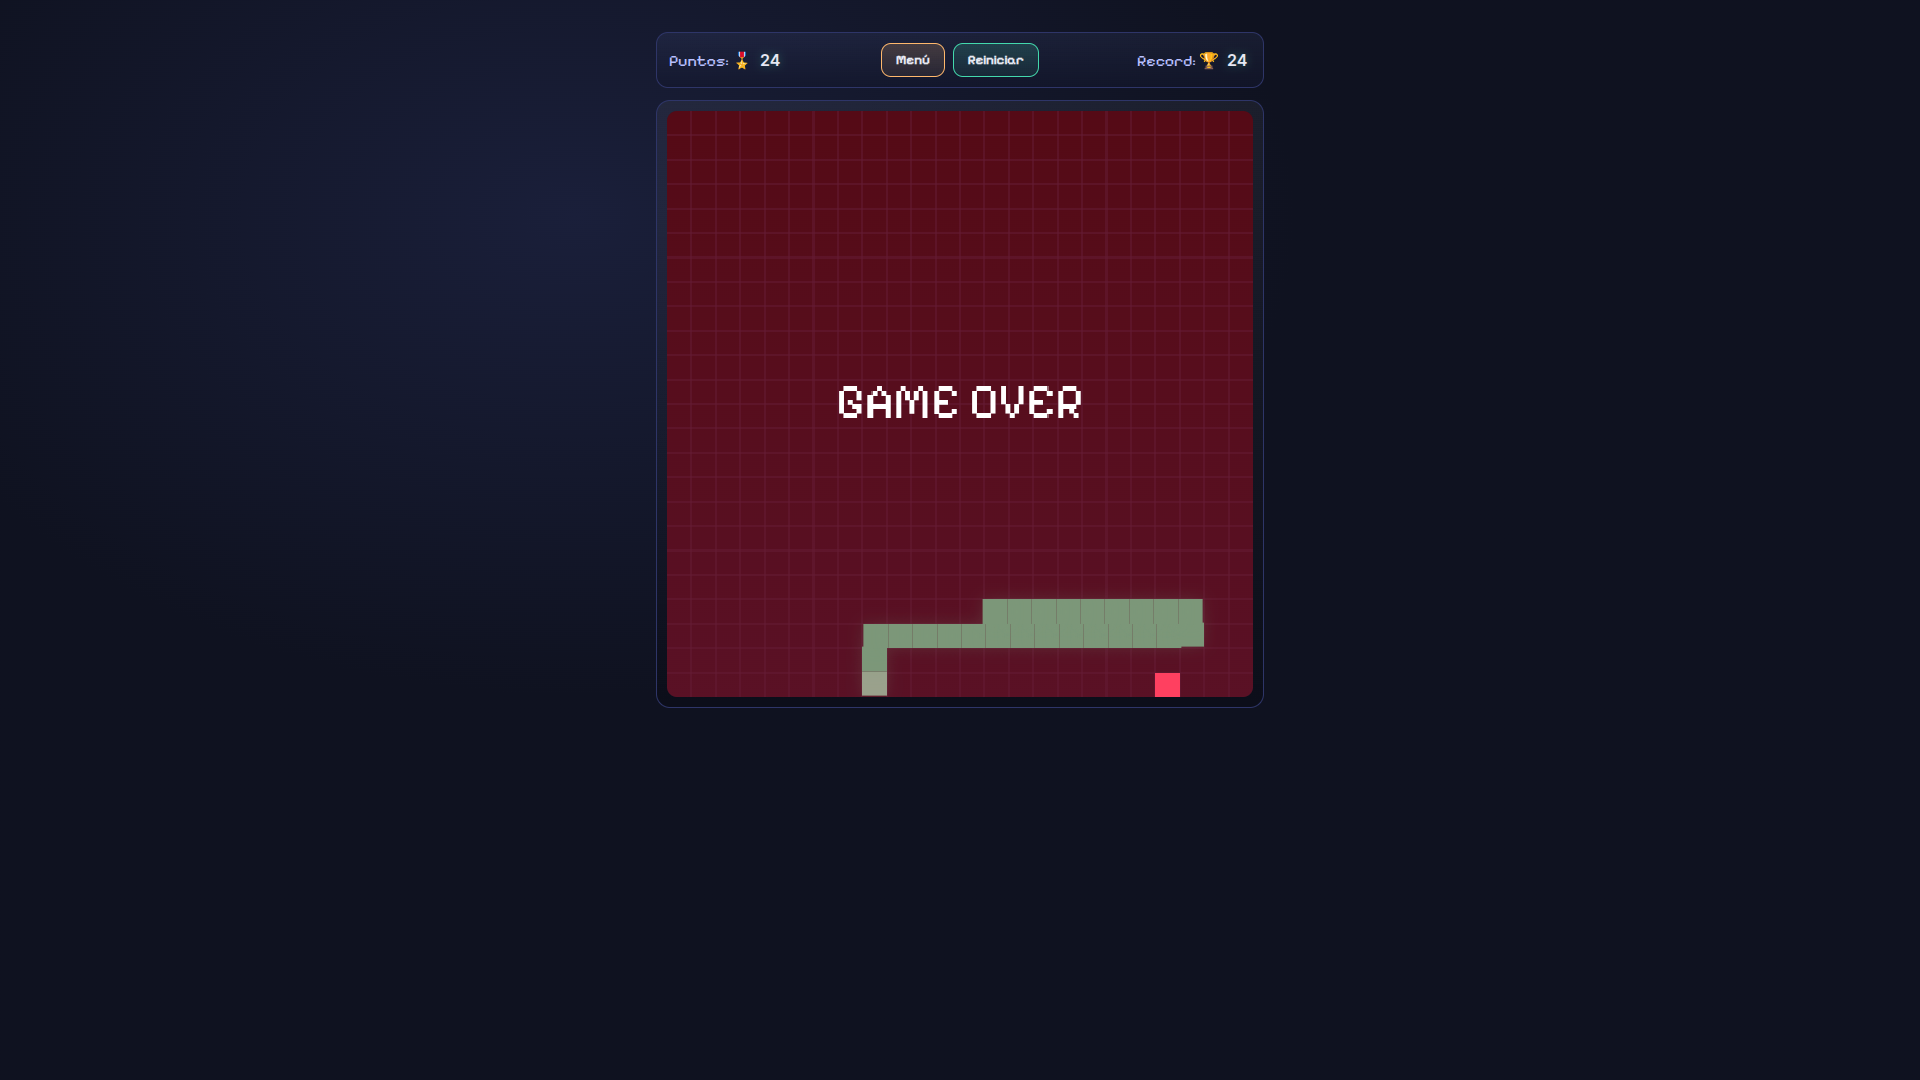 Puntos: 🎖️ 24 Menú Reiniciar Record: 🏆 24
GAME OVER